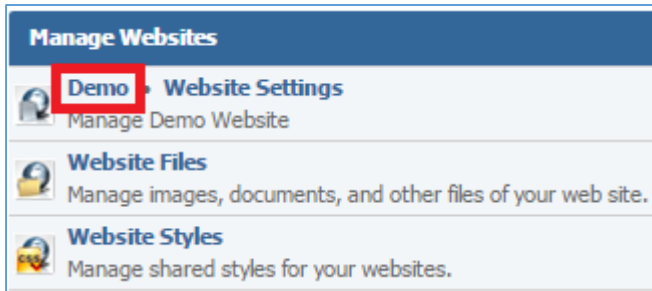 Manage Websites
Demo • Website Settings
Manage Demo Website
Website Files
Manage images, documents, and other files of your web site.
Website Styles
Manage shared styles for your websites.
css